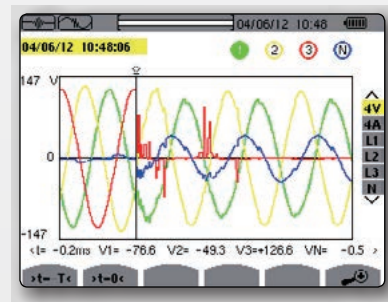 04/06/12 10:48
04/06/12 10:48:06
1 2 3 N
147 V
0
-147
4V
4A
L1
L2
L3
N
‹t= -0.2ms V1= -76.6 V2= -49.3 V3=+126.6 VN= -0.5 ›
›t=-T‹ ›t=0‹